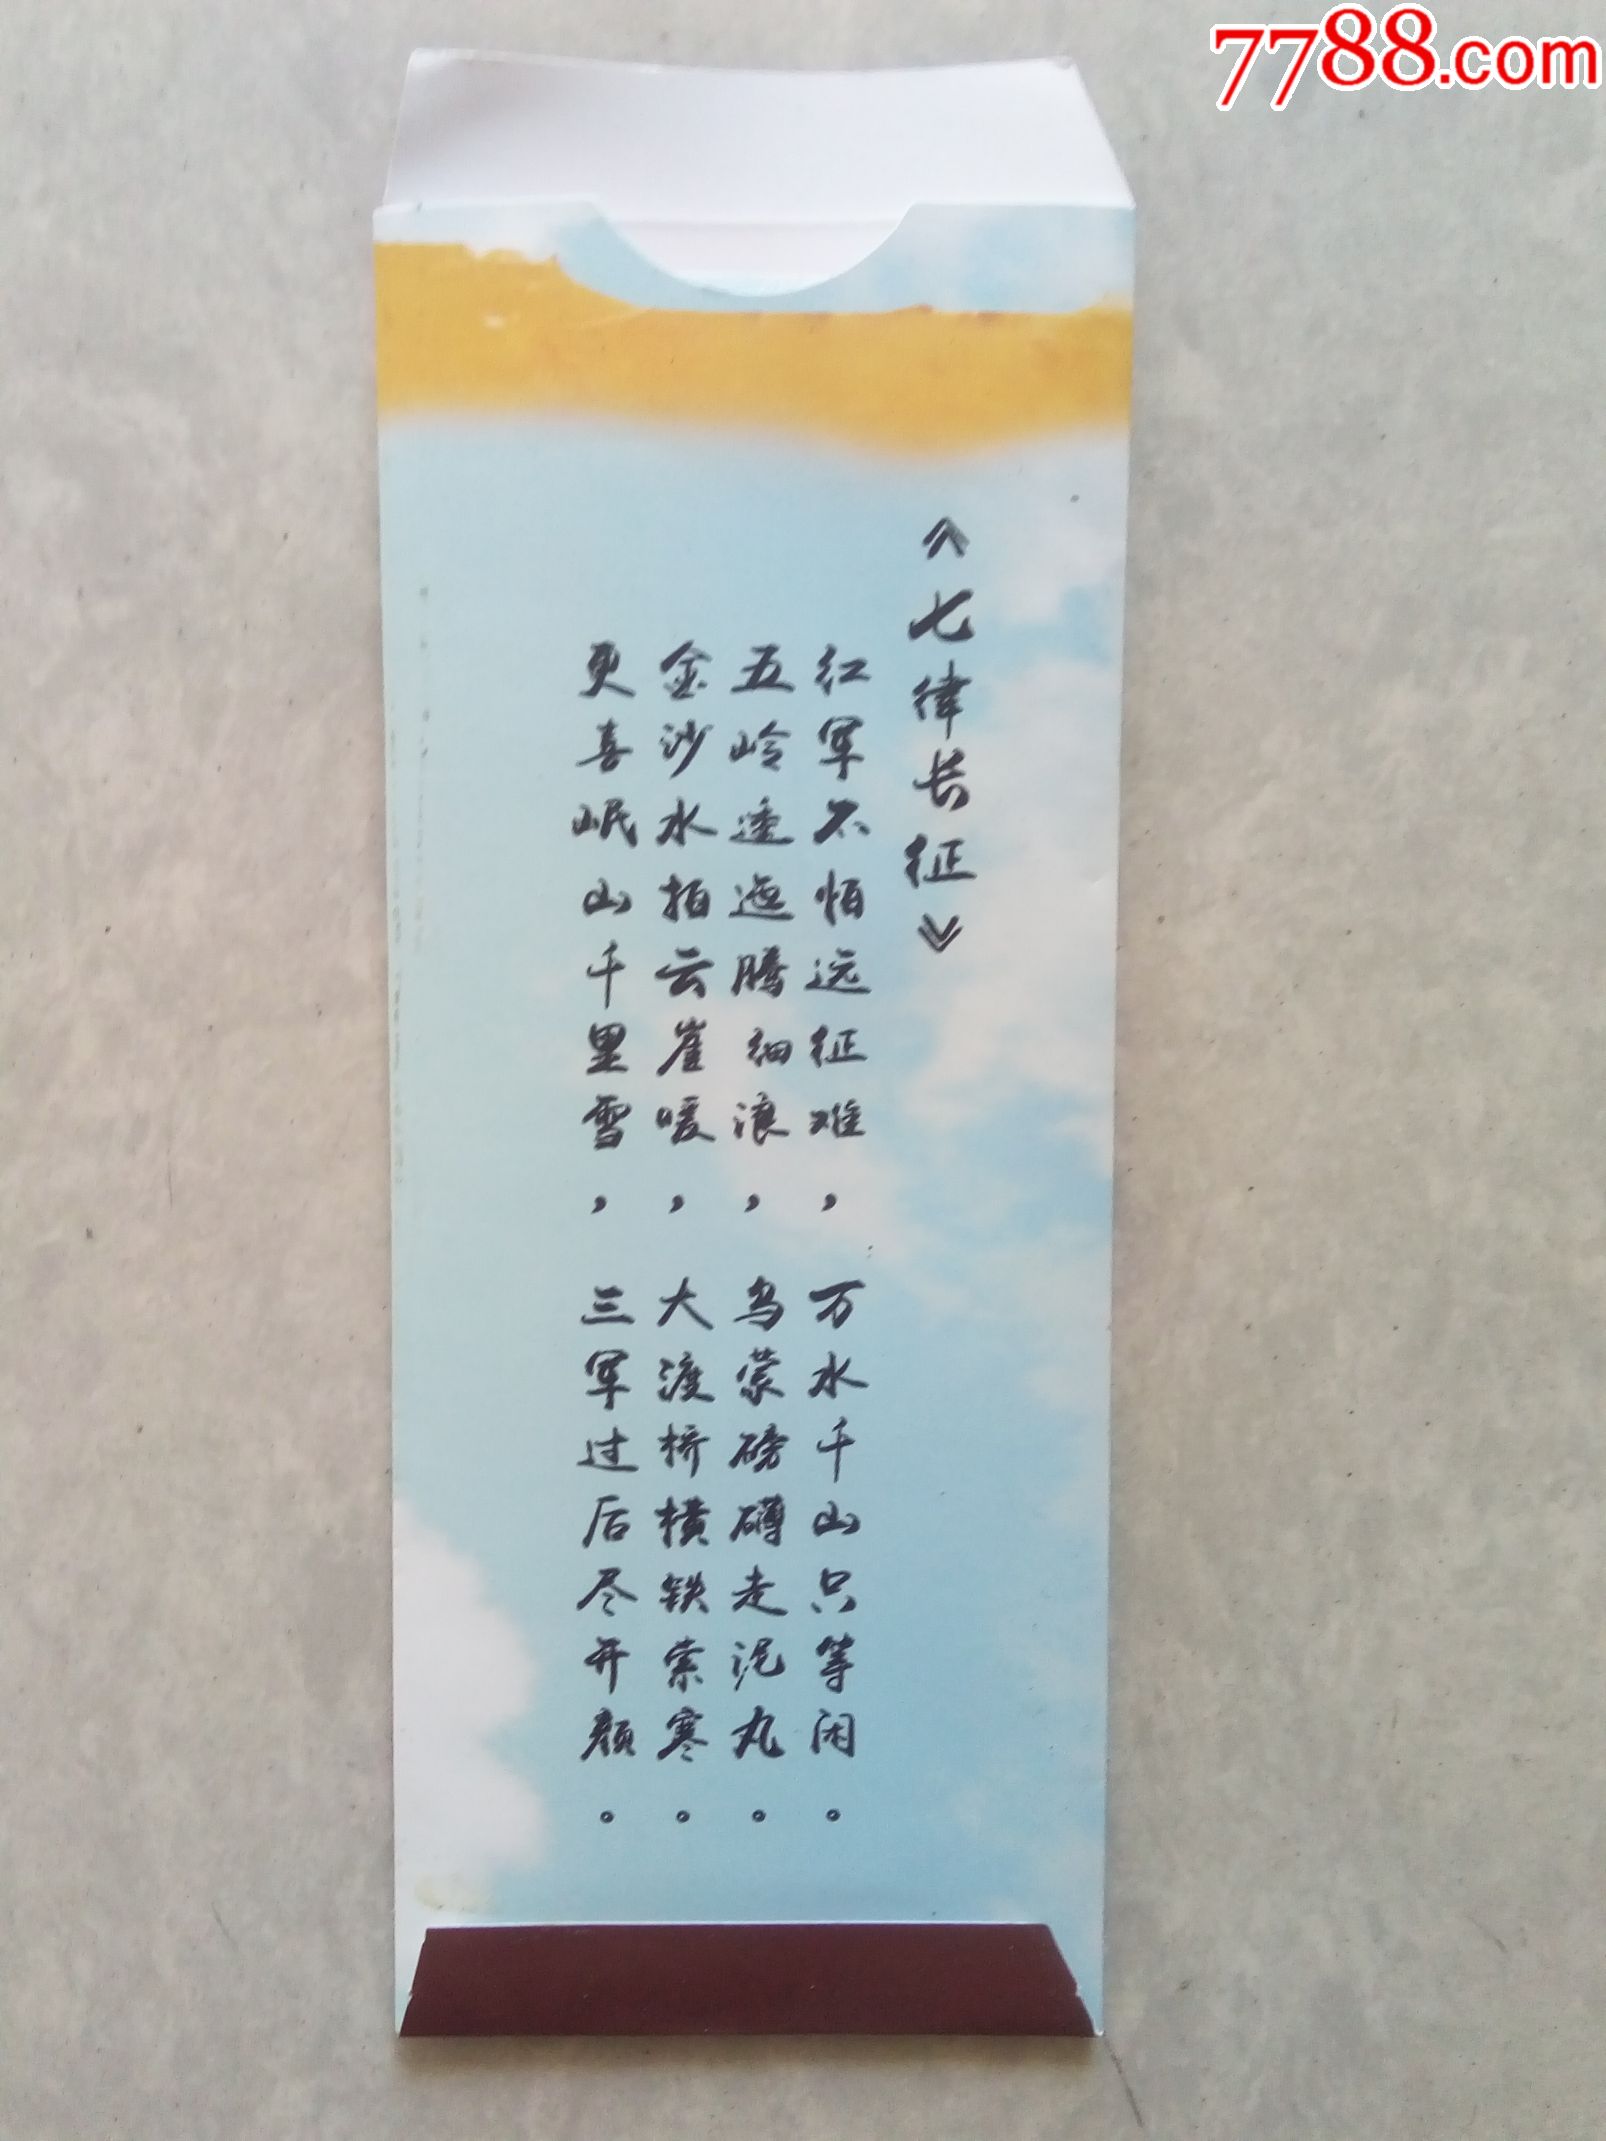 7788.com
《七律长征》
红军不怕远征难，万水千山只等闲。
五岭逶迤腾细浪，乌蒙磅礴走泥丸。
金沙水拍云崖暖，大渡桥横铁索寒。
更喜岷山千里雪，三军过后尽开颜。